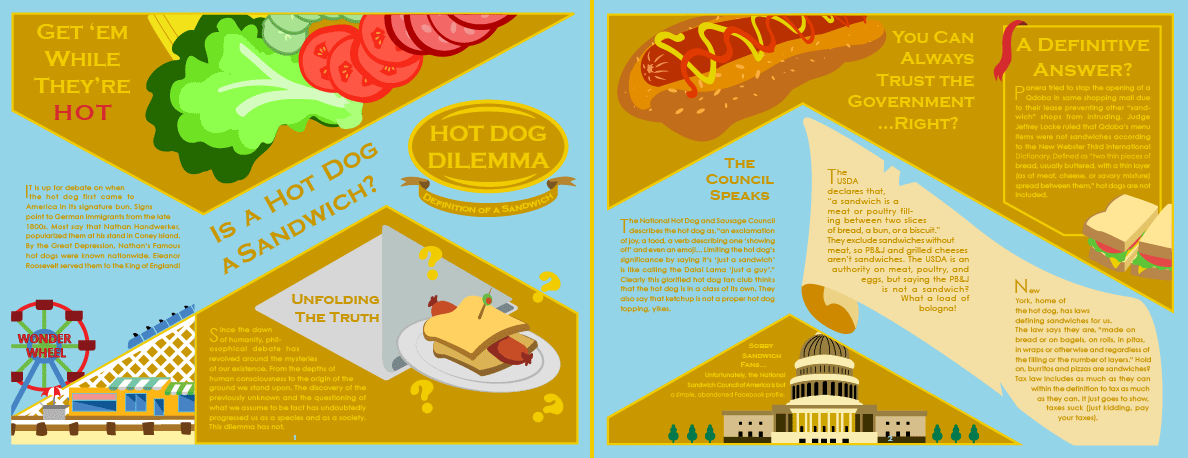 GET ‘EM
WHILE
THEY’RE
HOT
HOT DOG
DILEMMA
DEFINITION OF A SANDWICH
IS A HOT DOG
A SANDWICH?
It is up for debate on when
the hot dog first came to
America in its signature bun. Signs
point to German immigrants from the late
1800s. Most say that Nathan Handwerker,
popularized them at his stand in Coney Island.
By the Great Depression, Nathan's Famous
hot dogs were known nationwide. Eleanor
Roosevelt served them to the King of England!
WONDER
WHEEL
UNFOLDING
THE TRUTH
Since the dawn
of humanity, phil-
osophical debate has
revolved around the mysteries
of our existence. From the depths of
human consciousness to the origin of the
ground we stand upon. The discovery of the
previously unknown and the questioning of
what we assume to be fact has undoubtedly
progressed us as a species and as a society.
This dilemma has not.
? ? ? ?
1
YOU CAN
ALWAYS
TRUST THE
GOVERNMENT
...RIGHT?
A DEFINITIVE
ANSWER?
Panera tried to stop the opening of a
Qdoba in same shopping mall due
to their lease preventing other "sand-
wich" shops from intruding. Judge
Jeffrey Locke ruled that Qdoba's menu
items were not sandwiches according
to the New Webster Third International
Dictionary. Defined as "two thin pieces of
bread, usually buttered, with a thin layer
(as of meat, cheese, or savory mixture)
spread between them," hot dogs are not
included.
THE
COUNCIL
SPEAKS
The National Hot Dog and Sausage Council
describes the hot dog as, "an exclamation
of joy, a food, a verb describing one 'showing
off' and even an emoji... Limiting the hot dog's
significance by saying it's 'just a sandwich'
is like calling the Dalai Lama 'just a guy'."
Clearly this glorified hot dog fan club thinks
that the hot dog is in a class of its own. They
also say that ketchup is not a proper hot dog
topping, yikes.
The
USDA
declares that,
"a sandwich is a
meat or poultry fill-
ing between two slices
of bread, a bun, or a biscuit."
They exclude sandwiches without
meat, so PB&J and grilled cheeses
aren't sandwiches. The USDA is an
authority on meat, poultry, and
eggs, but saying the PB&J
is not a sandwich?
What a load of
bologna!
New
York, home of
the hot dog, has laws
defining sandwiches for us.
The law says they are, "made on
bread or on bagels, on rolls, in pitas,
in wraps or otherwise and regardless of
the filling or the number of layers." Hold
on, burritos and pizzas are sandwiches?
Tax law includes as much as they can
within the definition to tax as much
as they can. It just goes to show,
taxes suck (just kidding, pay
your taxes).
SORRY
SANDWICH
FANS...
Unfortunately, the National
Sandwich Council of America is but
a simple, abandoned Facebook profile.
2